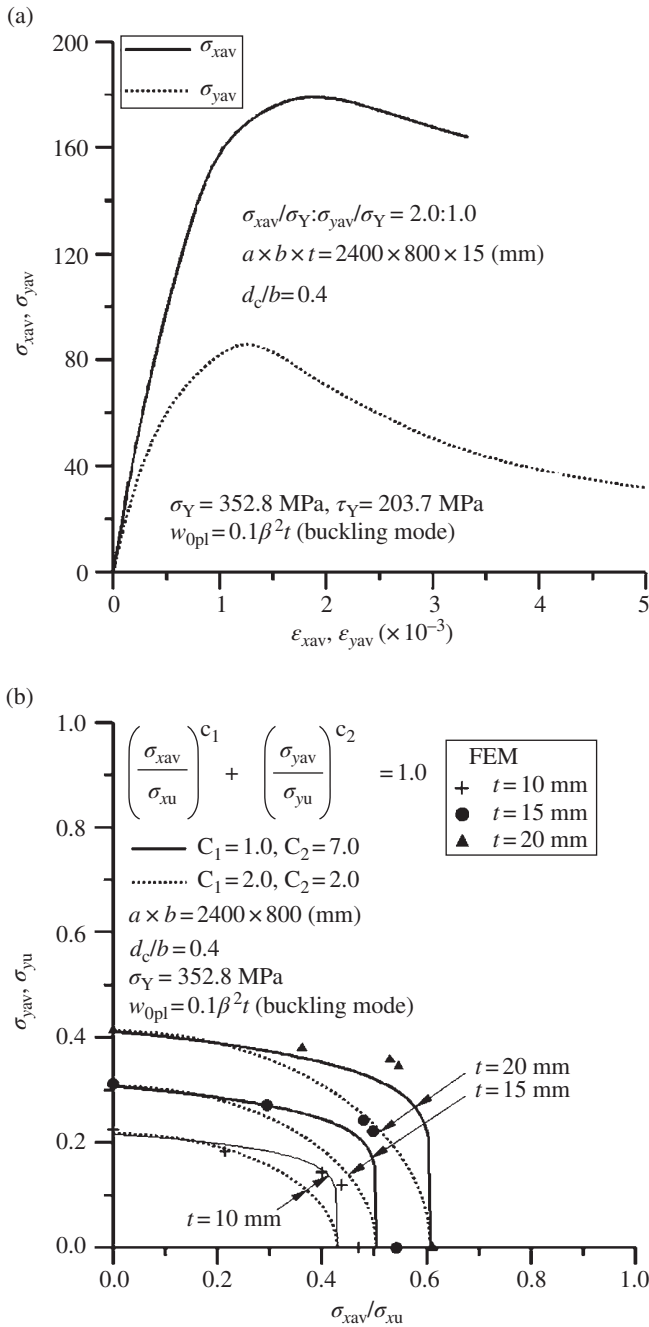 (a)
200
160
120
80
40
0
σxav, σyav
σxav
σyav
σxav/σY:σyav/σY = 2.0:1.0
a × b × t = 2400 × 800 × 15 (mm)
dc/b = 0.4
σY = 352.8 MPa, τY = 203.7 MPa
w0pl = 0.1β²t (buckling mode)
0 1 2 3 4 5
εxav, εyav (×10⁻³)
(b)
1.0
0.8
0.6
0.4
0.2
0.0
σyav, σyu
(σxav/σxu)^c1 + (σyav/σyu)^c2 = 1.0
C1 = 1.0, C2 = 7.0
C1 = 2.0, C2 = 2.0
a × b = 2400 × 800 (mm)
dc/b = 0.4
σY = 352.8 MPa
w0pl = 0.1β²t (buckling mode)
FEM
t = 10 mm
t = 15 mm
t = 20 mm
t = 20 mm
t = 15 mm
t = 10 mm
0.0 0.2 0.4 0.6 0.8 1.0
σxav/σxu